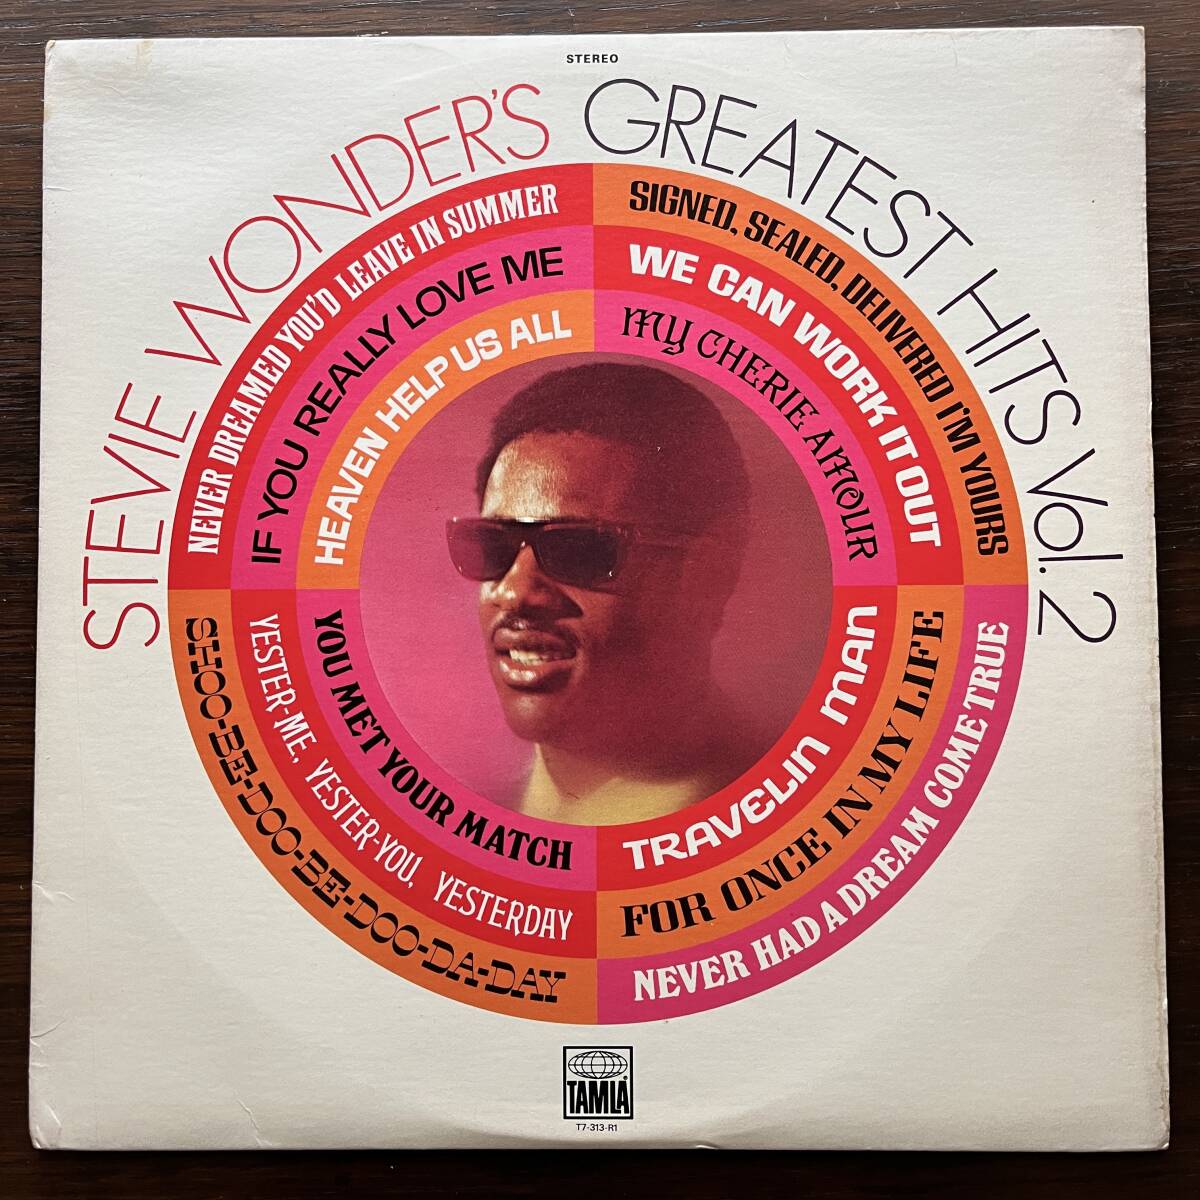 STEREO
STEVIE WONDER'S GREATEST HITS Vol. 2
NEVER DREAMED YOU'D LEAVE IN SUMMER
IF YOU REALLY LOVE ME
HEAVEN HELP US ALL
SIGNED, SEALED, DELIVERED I'M YOURS
WE CAN WORK IT OUT
MY CHERIE AMOUR
YOU MET YOUR MATCH
YESTER-ME, YESTER-YOU, YESTERDAY
SHOO-BE-DOO-BE-DOO-DA-DAY
TRAVELIN MAN
FOR ONCE IN MY LIFE
NEVER HAD A DREAM COME TRUE
TAMLA
T7-313-R1